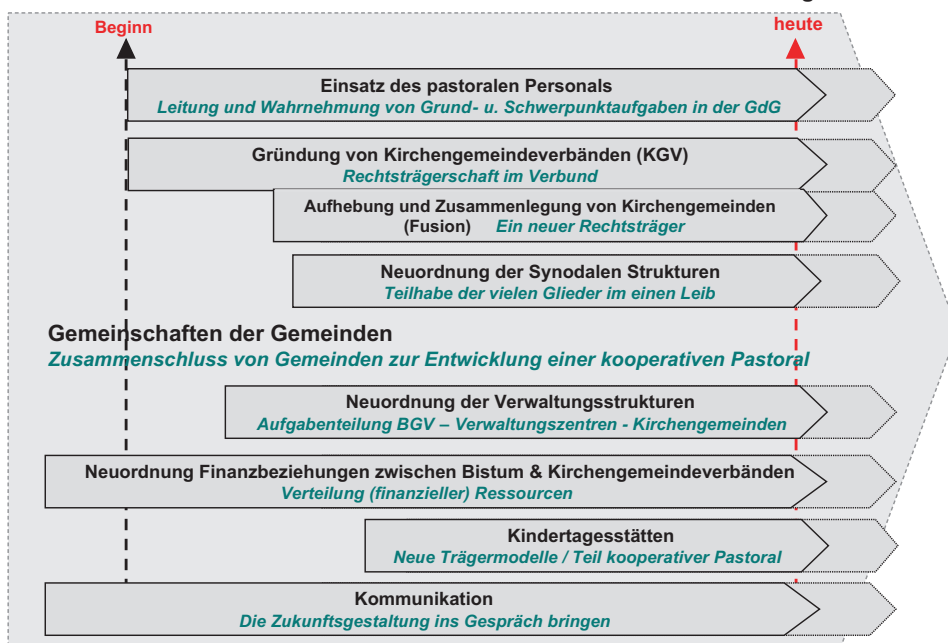 Beginn
heute
Einsatz des pastoralen Personals
Leitung und Wahrnehmung von Grund- u. Schwerpunktaufgaben in der GdG
Gründung von Kirchengemeindeverbänden (KGV)
Rechtsträgerschaft im Verbund
Aufhebung und Zusammenlegung von Kirchengemeinden
(Fusion) Ein neuer Rechtsträger
Neuordnung der Synodalen Strukturen
Teilhabe der vielen Glieder im einen Leib
Gemeinschaften der Gemeinden
Zusammenschluss von Gemeinden zur Entwicklung einer kooperativen Pastoral
Neuordnung der Verwaltungsstrukturen
Aufgabenteilung BGV – Verwaltungszentren - Kirchengemeinden
Neuordnung Finanzbeziehungen zwischen Bistum & Kirchengemeindeverbänden
Verteilung (finanzieller) Ressourcen
Kindertagesstätten
Neue Trägermodelle / Teil kooperativer Pastoral
Kommunikation
Die Zukunftsgestaltung ins Gespräch bringen